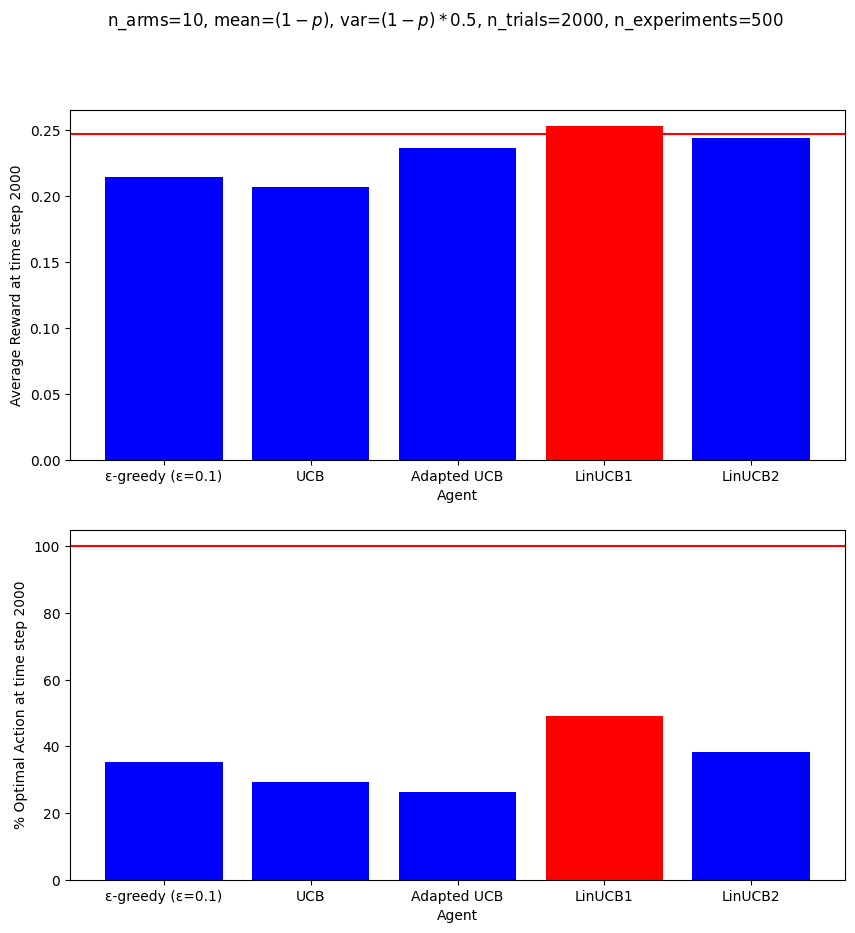 n_arms=10, mean=(1 − p), var=(1 − p) * 0.5, n_trials=2000, n_experiments=500
Average Reward at time step 2000
0.25
0.20
0.15
0.10
0.05
0.00
ε-greedy (ε=0.1) UCB Adapted UCB LinUCB1 LinUCB2
Agent
% Optimal Action at time step 2000
100
80
60
40
20
0
ε-greedy (ε=0.1) UCB Adapted UCB LinUCB1 LinUCB2
Agent